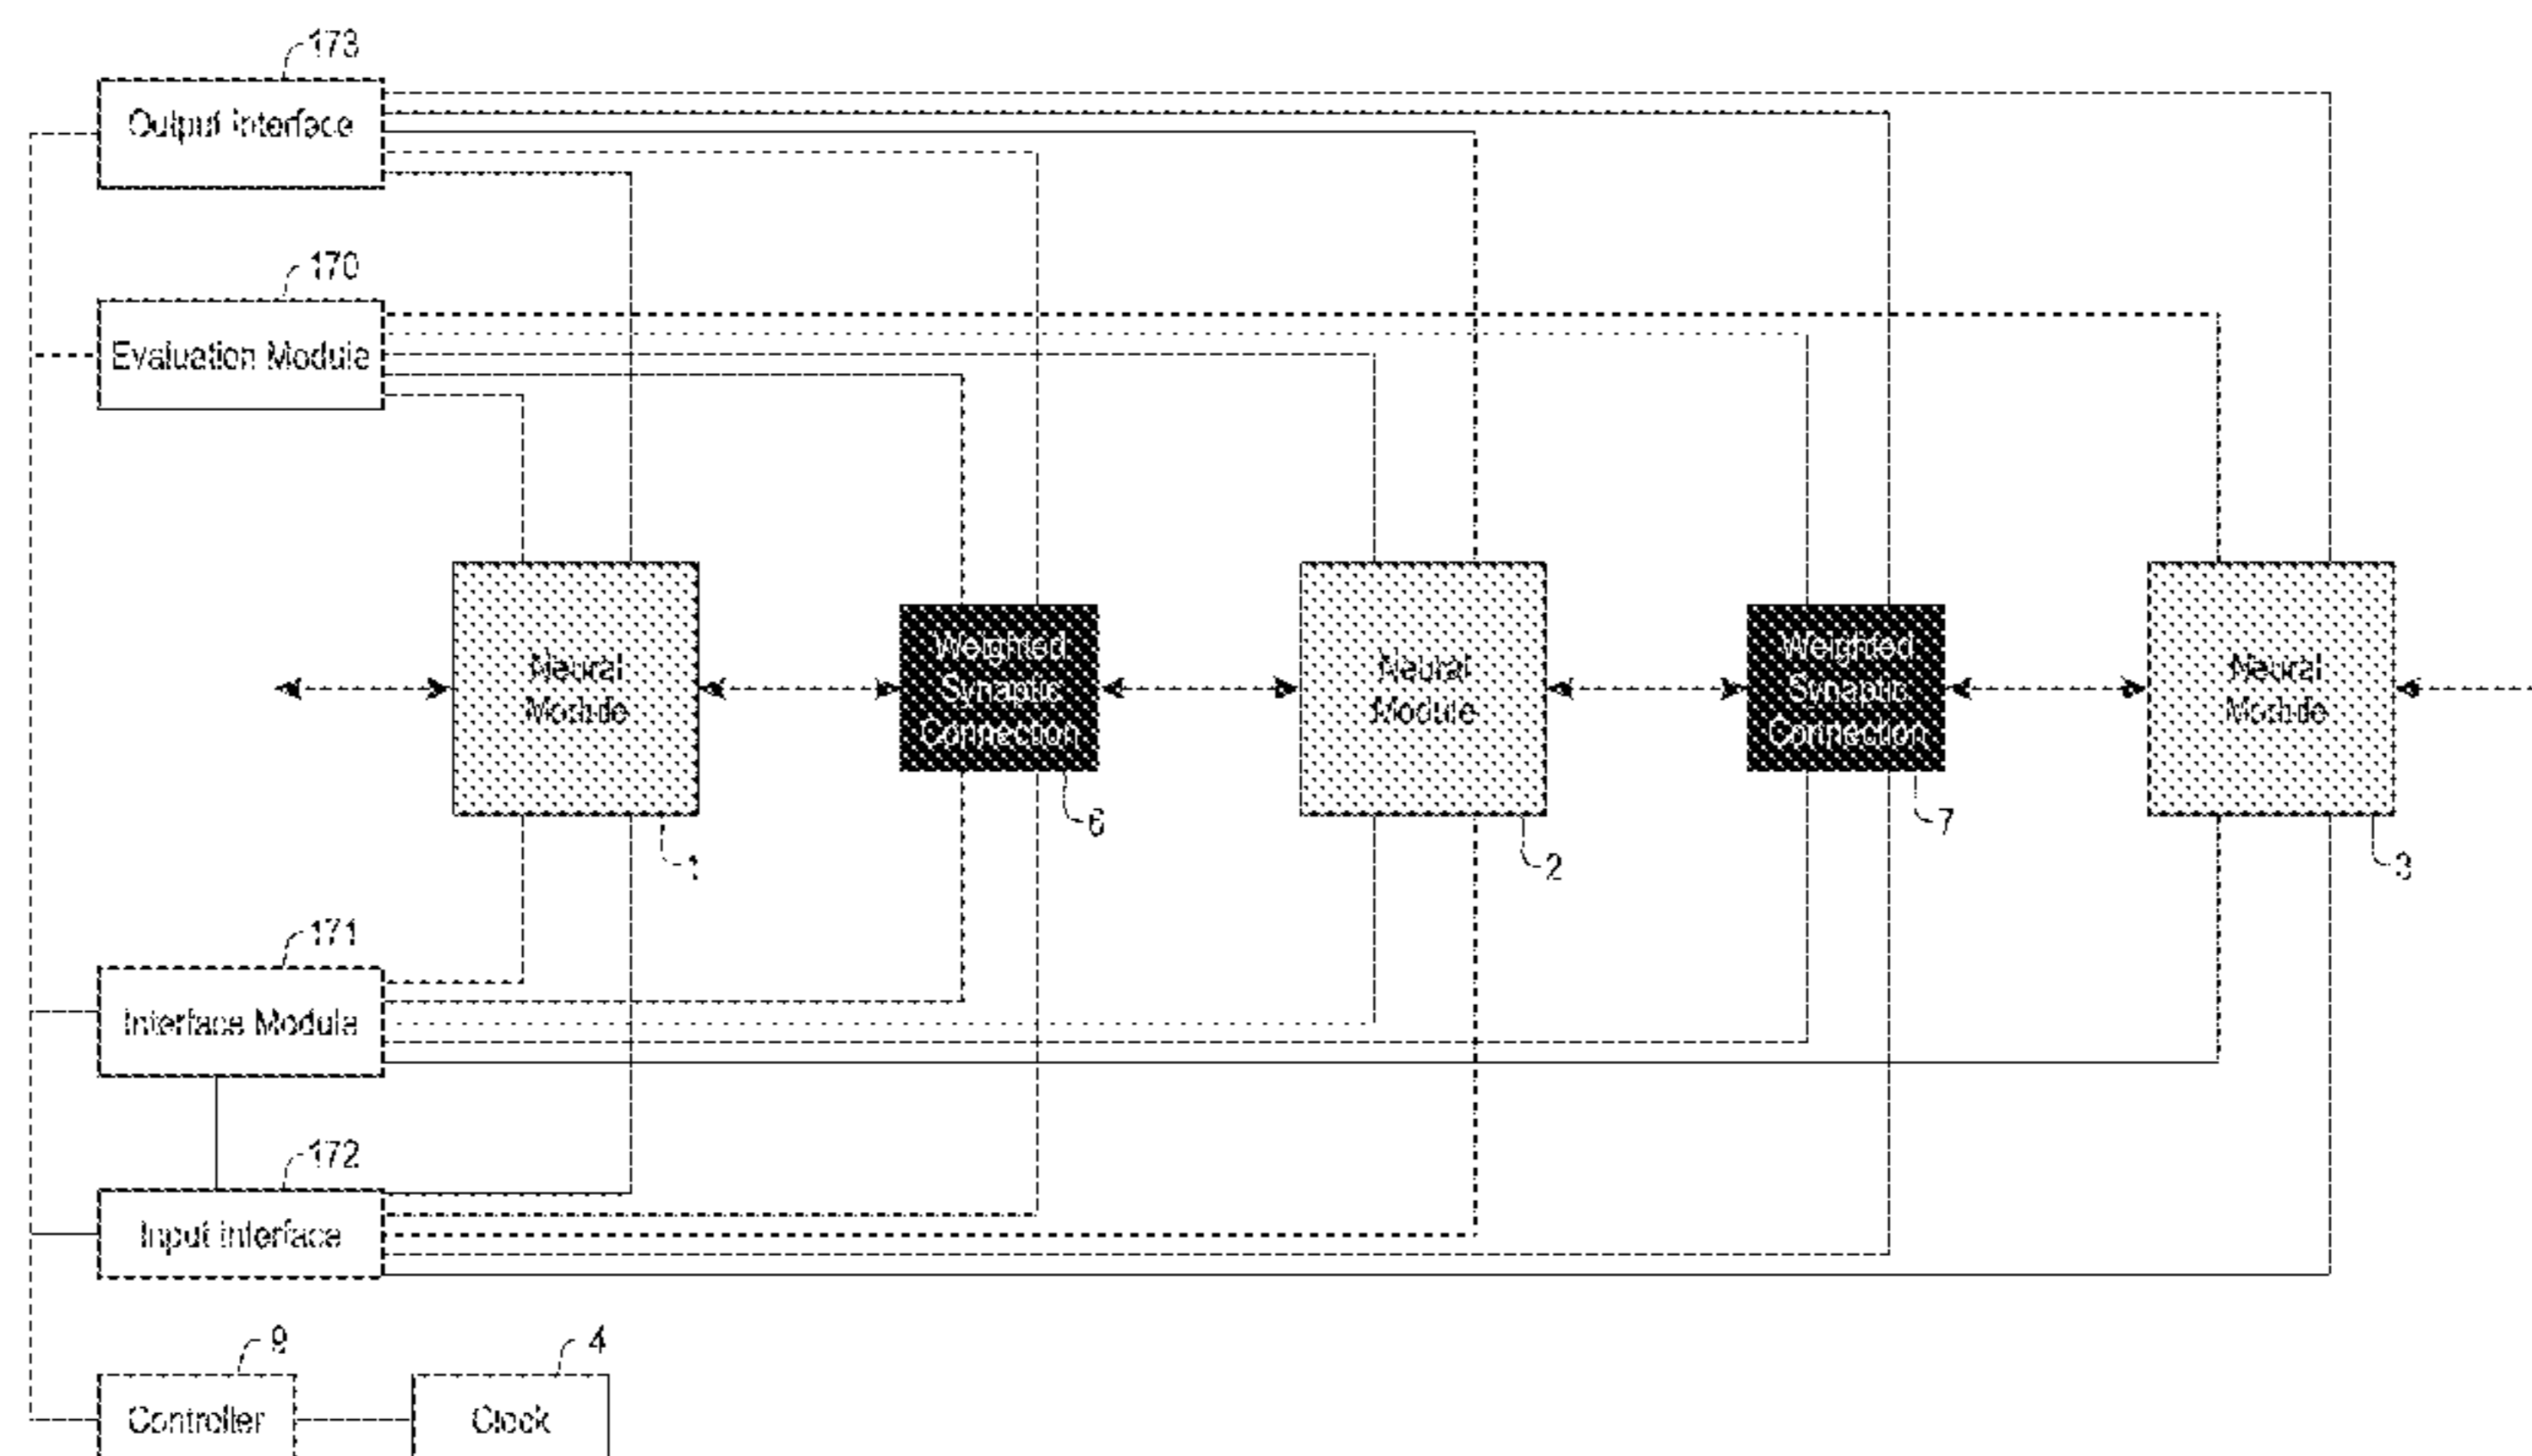 173
Output Interface
170
Evaluation Module
Neural
Module
Weighted
Synaptic
Connection
Neural
Module
Weighted
Synaptic
Connection
Neural
Module
6
7
1
2
3
171
Interface Module
172
Input Interface
9
4
Controller
Clock